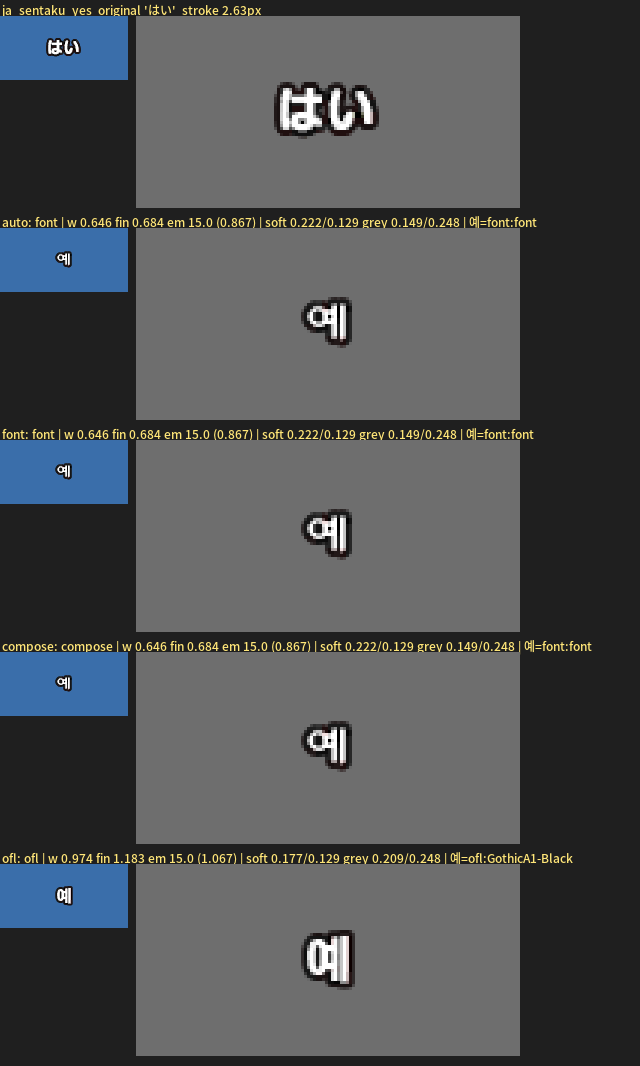 ja_sentaku_yes original 'はい' stroke 2.63px
はい
はい
auto: font | w 0.646 fin 0.684 em 15.0 (0.867) | soft 0.222/0.129 grey 0.149/0.248 | 예=font:font
예
예
font: font | w 0.646 fin 0.684 em 15.0 (0.867) | soft 0.222/0.129 grey 0.149/0.248 | 예=font:font
예
예
compose: compose | w 0.646 fin 0.684 em 15.0 (0.867) | soft 0.222/0.129 grey 0.149/0.248 | 예=font:font
예
예
ofl: ofl | w 0.974 fin 1.183 em 15.0 (1.067) | soft 0.177/0.129 grey 0.209/0.248 | 예=ofl:GothicA1-Black
예
예